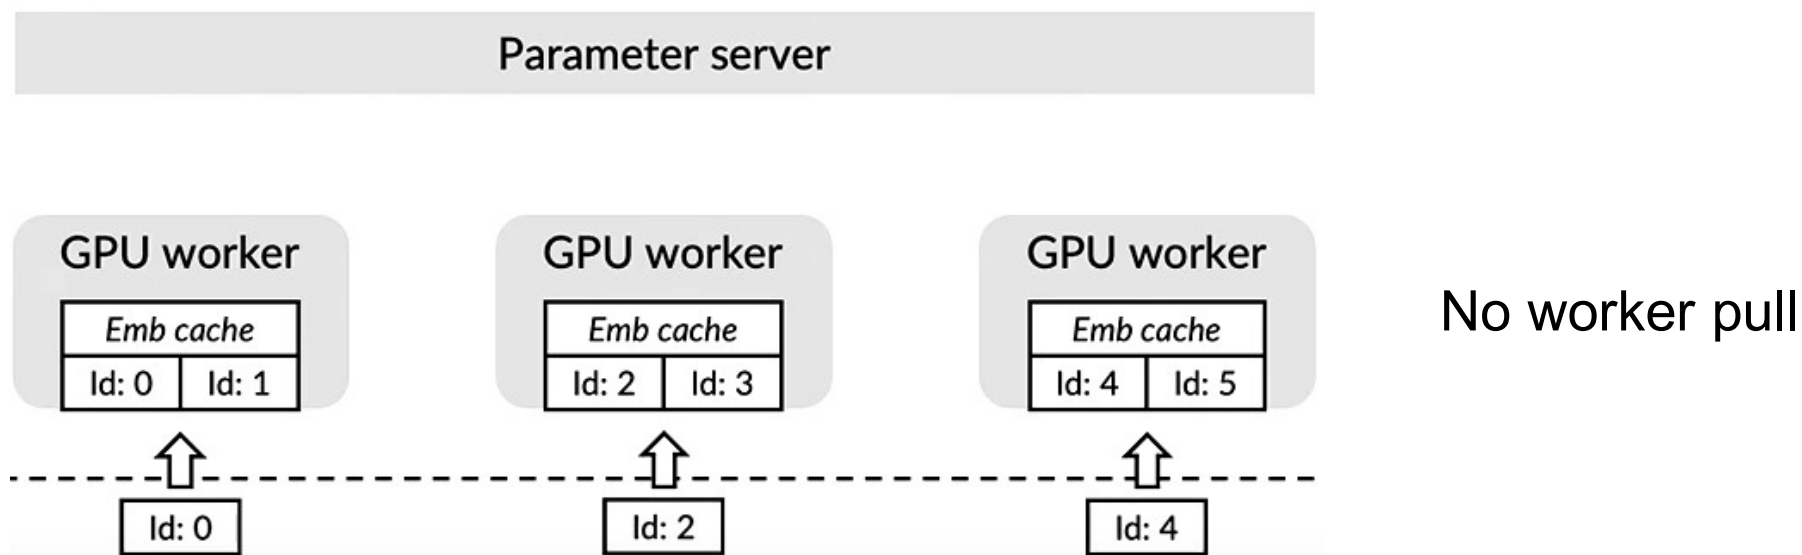 Parameter server
GPU worker
Emb cache
Id: 0 Id: 1
Id: 0
GPU worker
Emb cache
Id: 2 Id: 3
Id: 2
GPU worker
Emb cache
Id: 4 Id: 5
Id: 4
No worker pull